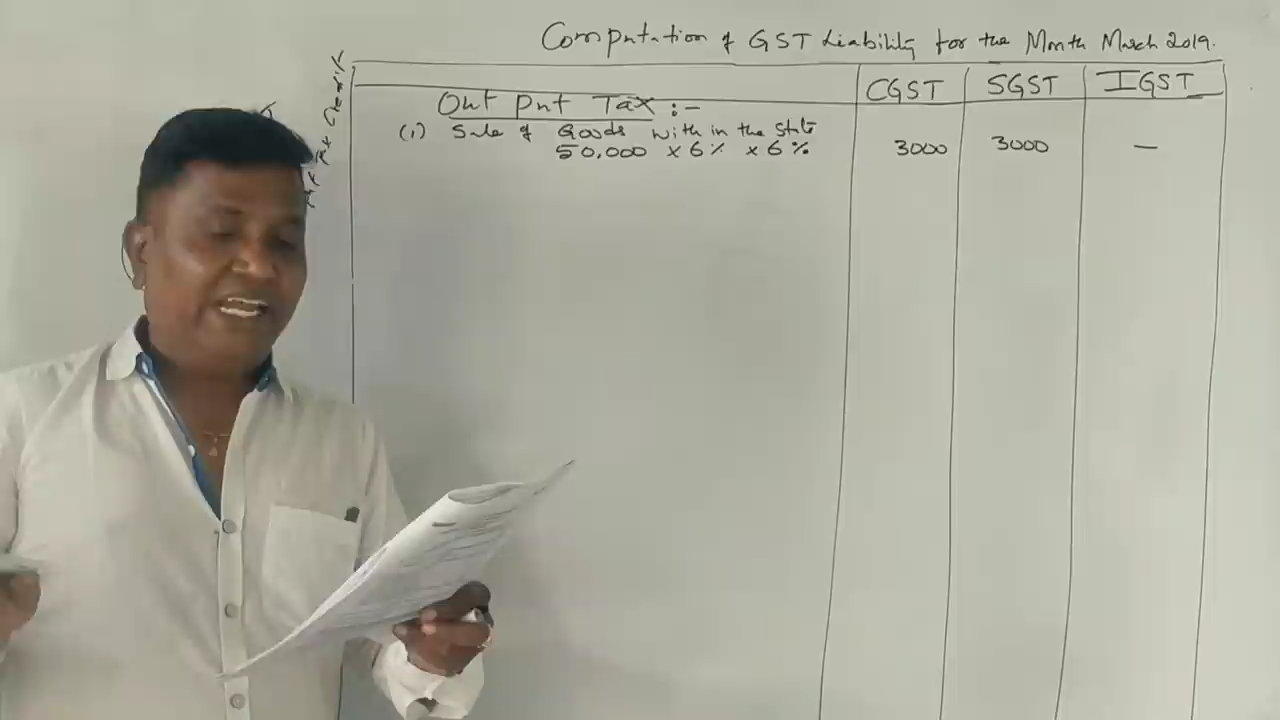 Computation of GST Liability for the Month March 2019.
CGST SGST IGST
Out Put Tax :-
(1) Sale of Goods with in the state
50,000 x 6% x 6% 3000 3000 —